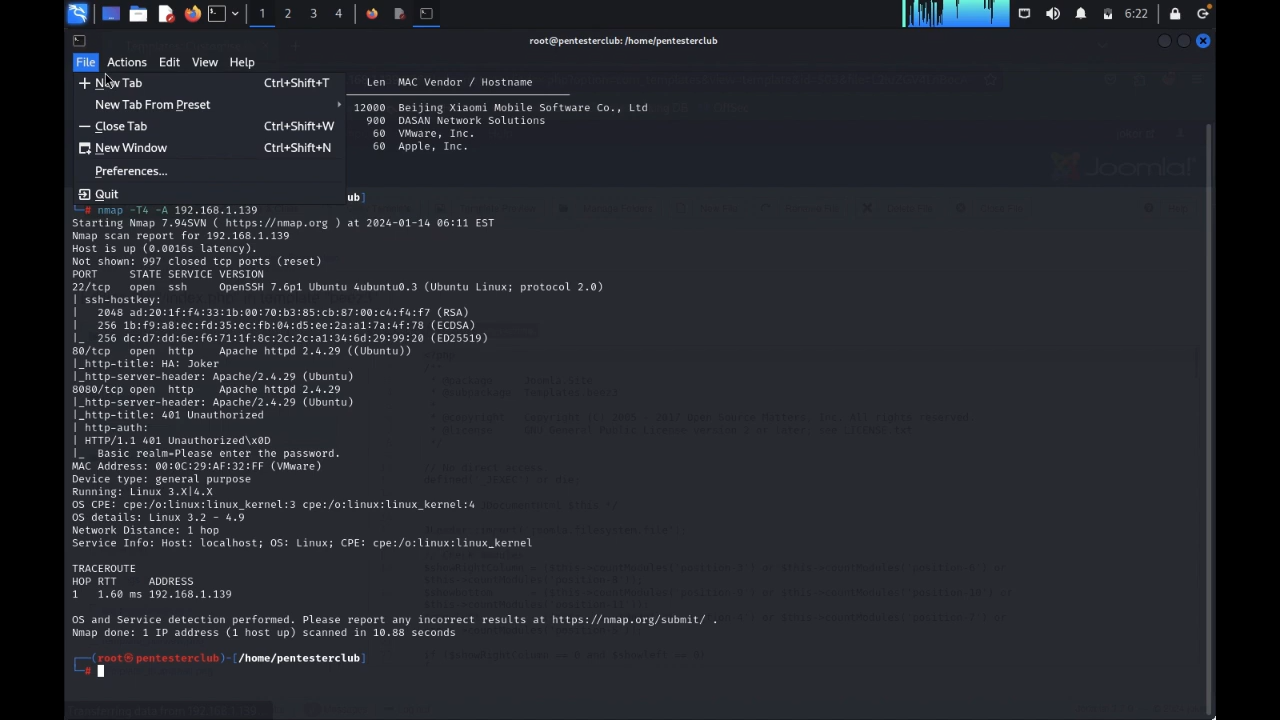 1 2 3 4 6:22
root@pentesterclub: /home/pentesterclub
File Actions Edit View Help
New Tab Ctrl+Shift+T
New Tab From Preset
Close Tab Ctrl+Shift+W
New Window Ctrl+Shift+N
Preferences...
Quit
Len MAC Vendor / Hostname
12000 Beijing Xiaomi Mobile Software Co., Ltd
900 DASAN Network Solutions
60 VMware, Inc.
60 Apple, Inc.
Joomla!
ub]
└─# nmap -T4 -A 192.168.1.139
Starting Nmap 7.94SVN ( https://nmap.org ) at 2024-01-14 06:11 EST
Nmap scan report for 192.168.1.139
Host is up (0.0016s latency).
Not shown: 997 closed tcp ports (reset)
PORT STATE SERVICE VERSION
22/tcp open ssh OpenSSH 7.6p1 Ubuntu 4ubuntu0.3 (Ubuntu Linux; protocol 2.0)
| ssh-hostkey:
| 2048 ad:20:1f:f4:33:1b:00:70:b3:85:cb:87:00:c4:f4:f7 (RSA)
| 256 1b:f9:a8:ec:fd:35:ec:fb:04:d5:ee:2a:a1:7a:4f:78 (ECDSA)
|_ 256 dc:d7:dd:6e:f6:71:1f:8c:2c:2c:a1:34:6d:29:99:20 (ED25519)
80/tcp open http Apache httpd 2.4.29 ((Ubuntu))
|_http-title: HA: Joker
|_http-server-header: Apache/2.4.29 (Ubuntu)
8080/tcp open http Apache httpd 2.4.29
|_http-server-header: Apache/2.4.29 (Ubuntu)
|_http-title: 401 Unauthorized
| http-auth:
| HTTP/1.1 401 Unauthorized\x0D
|_ Basic realm=Please enter the password.
MAC Address: 00:0C:29:AF:32:FF (VMware)
Device type: general purpose
Running: Linux 3.X|4.X
OS CPE: cpe:/o:linux:linux_kernel:3 cpe:/o:linux:linux_kernel:4
OS details: Linux 3.2 - 4.9
Network Distance: 1 hop
Service Info: Host: localhost; OS: Linux; CPE: cpe:/o:linux:linux_kernel
TRACEROUTE
HOP RTT ADDRESS
1 1.60 ms 192.168.1.139
OS and Service detection performed. Please report any incorrect results at https://nmap.org/submit/ .
Nmap done: 1 IP address (1 host up) scanned in 10.88 seconds
┌──(root㉿pentesterclub)-[/home/pentesterclub]
└─#